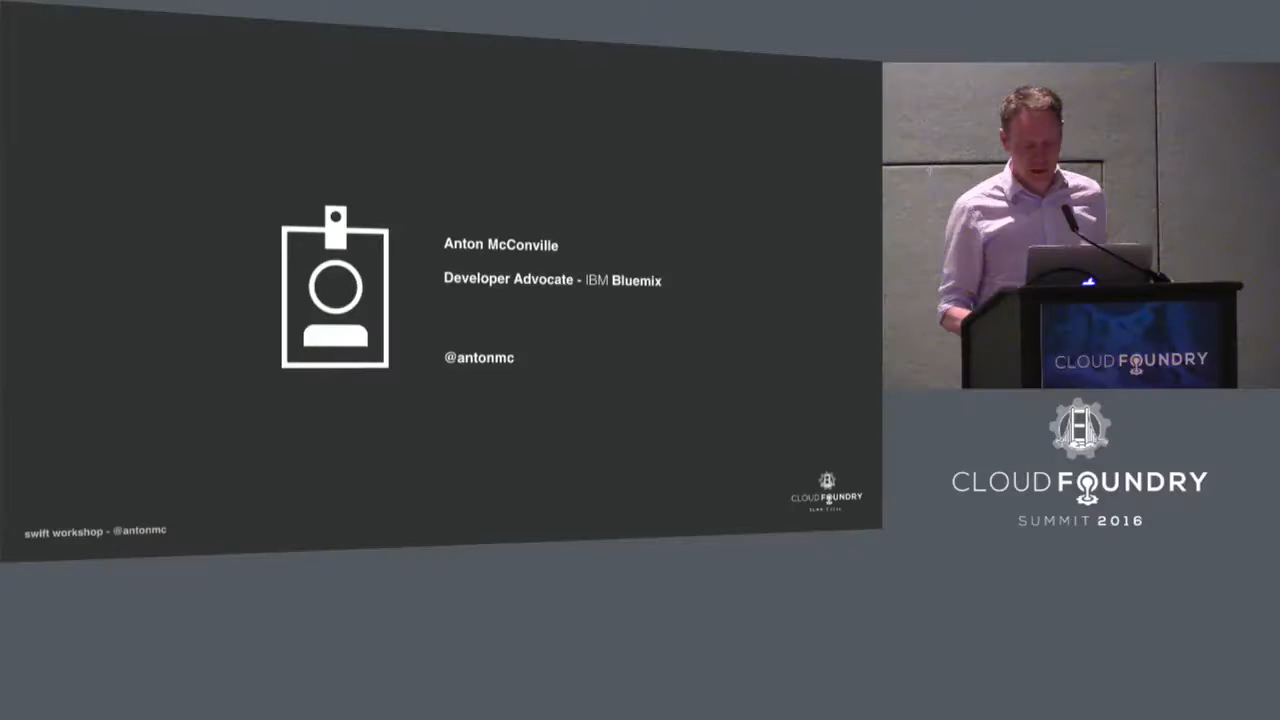 Anton McConville
Developer Advocate - IBM Bluemix
@antonmc
CLOUD FOUNDRY
swift workshop - @antonmc
CLOUD FOUNDRY
CLOUD FOUNDRY
SUMMIT 2016